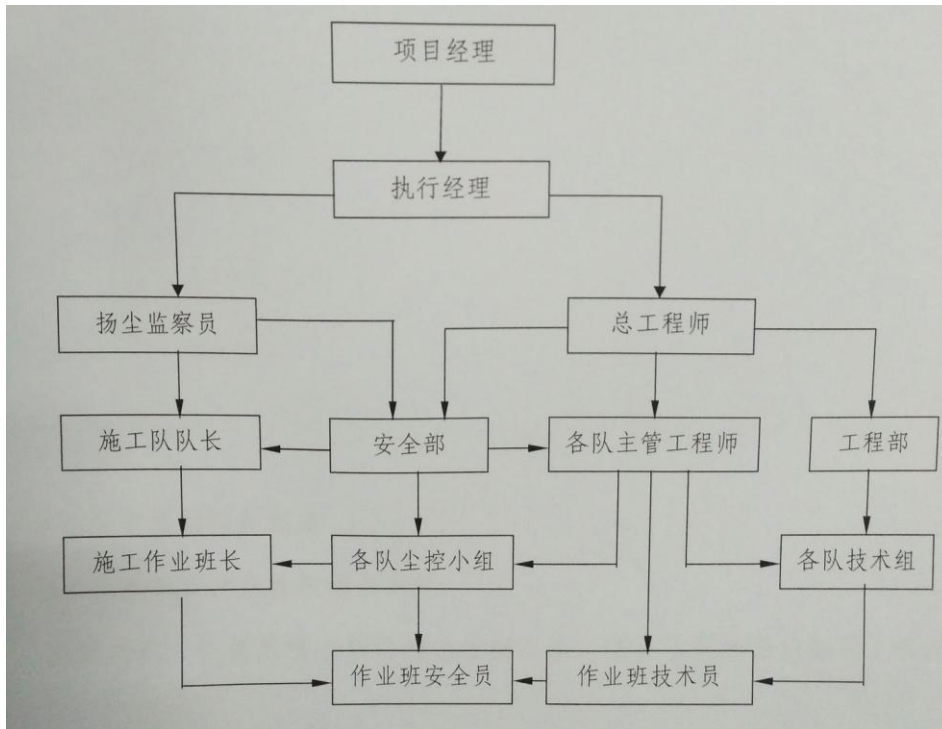 项目经理
执行经理
扬尘监察员
总工程师
施工队队长
安全部
各队主管工程师
工程部
施工作业班长
各队尘控小组
各队技术组
作业班安全员
作业班技术员